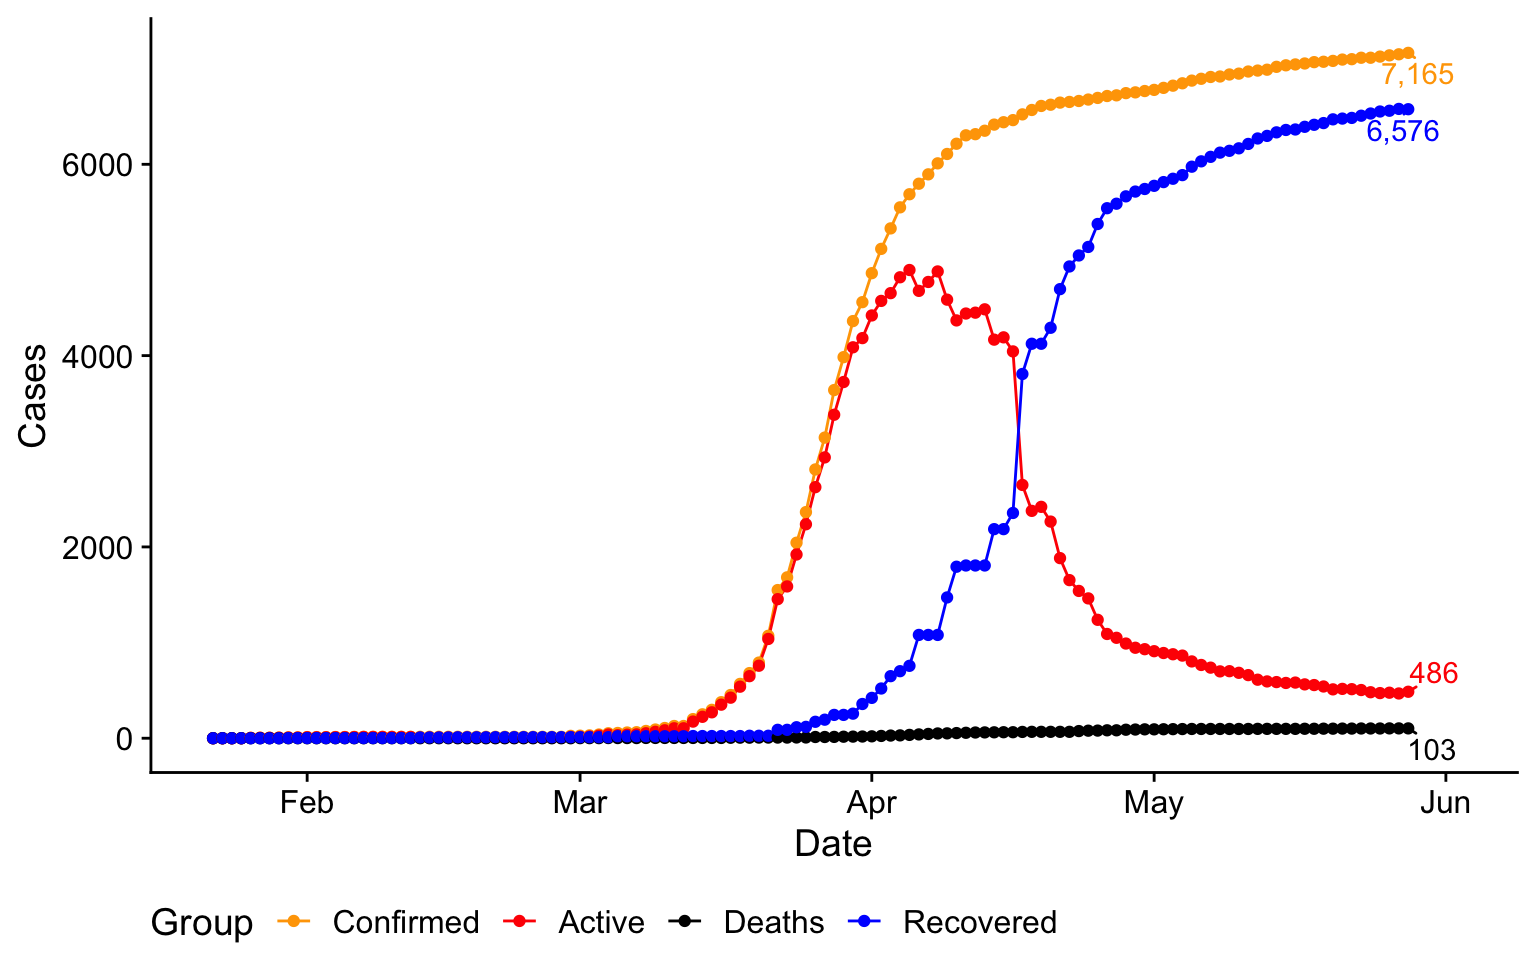 7,165
6,576
486
103
6000
4000
2000
0
Cases
Feb Mar Apr May Jun
Date
Group Confirmed Active Deaths Recovered